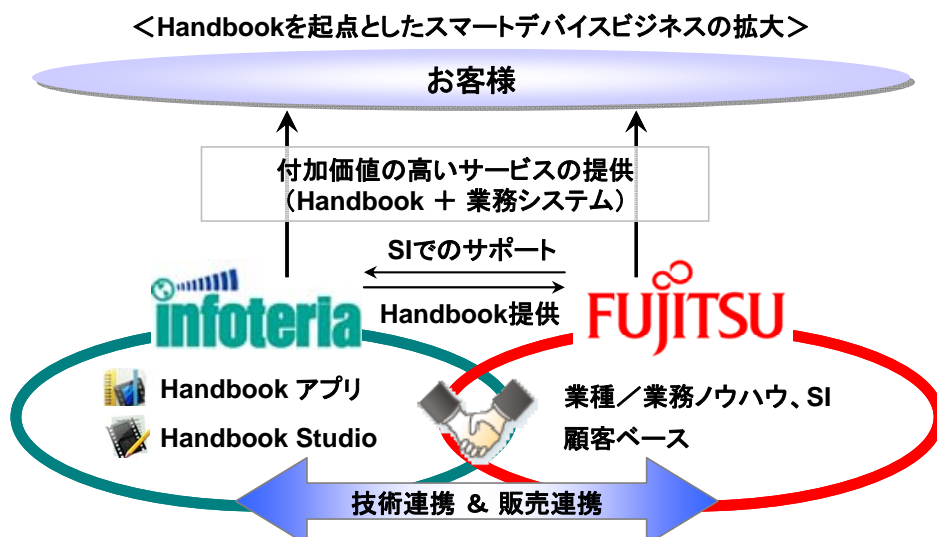 ＜Handbookを起点としたスマートデバイスビジネスの拡大＞
お客様
付加価値の高いサービスの提供
（Handbook ＋ 業務システム）
SIでのサポート
Handbook提供
infoteria
FUJITSU
Handbook アプリ
Handbook Studio
業種／業務ノウハウ、SI
顧客ベース
技術連携 ＆ 販売連携